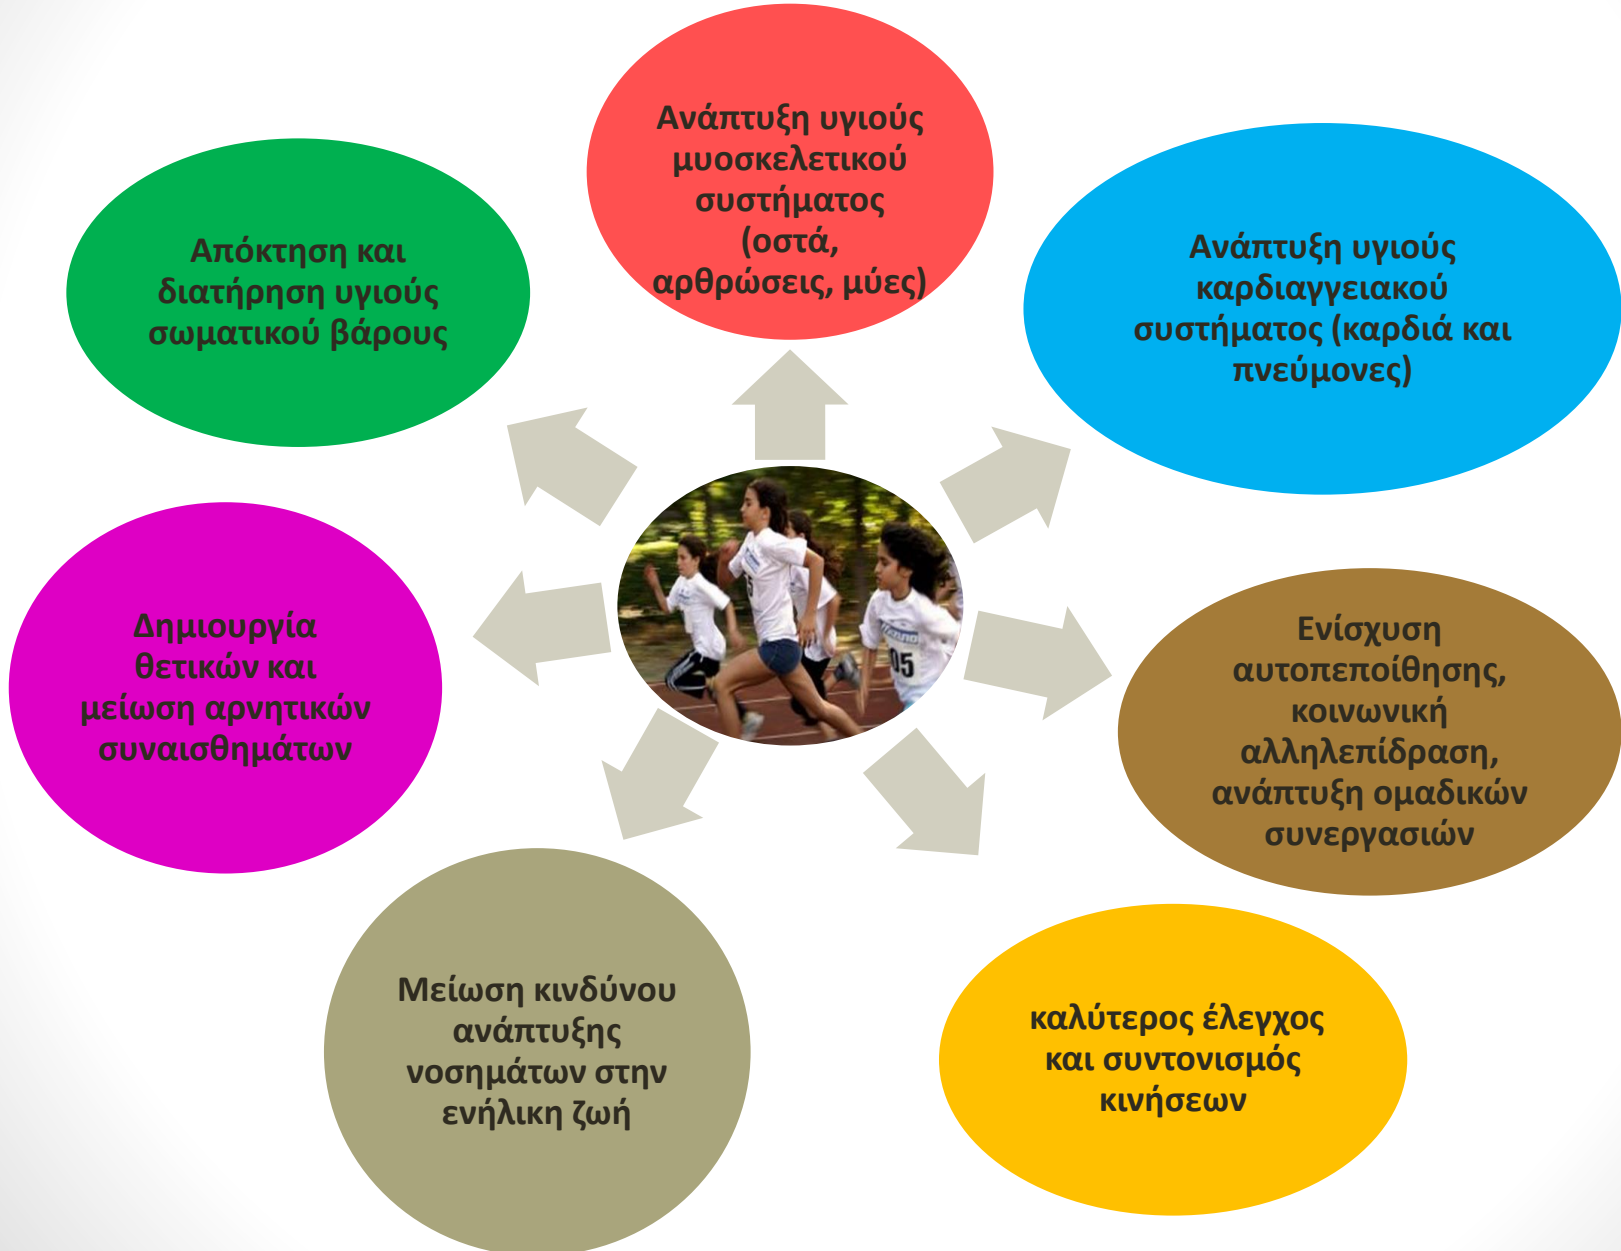 Ανάπτυξη υγιούς
μυοσκελετικού
συστήματος
(οστά,
αρθρώσεις, μύες)
Ανάπτυξη υγιούς
καρδιαγγειακού
συστήματος (καρδιά και
πνεύμονες)
Ενίσχυση
αυτοπεποίθησης,
κοινωνική
αλληλεπίδραση,
ανάπτυξη ομαδικών
συνεργασιών
καλύτερος έλεγχος
και συντονισμός
κινήσεων
Μείωση κινδύνου
ανάπτυξης
νοσημάτων στην
ενήλικη ζωή
Δημιουργία
θετικών και
μείωση αρνητικών
συναισθημάτων
Απόκτηση και
διατήρηση υγιούς
σωματικού βάρους
05